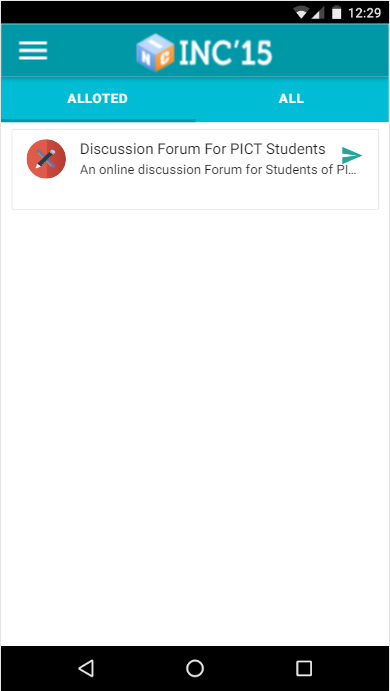 12:29
INC'15
ALLOTED
ALL
Discussion Forum For PICT Students
An online discussion Forum for Students of PI...